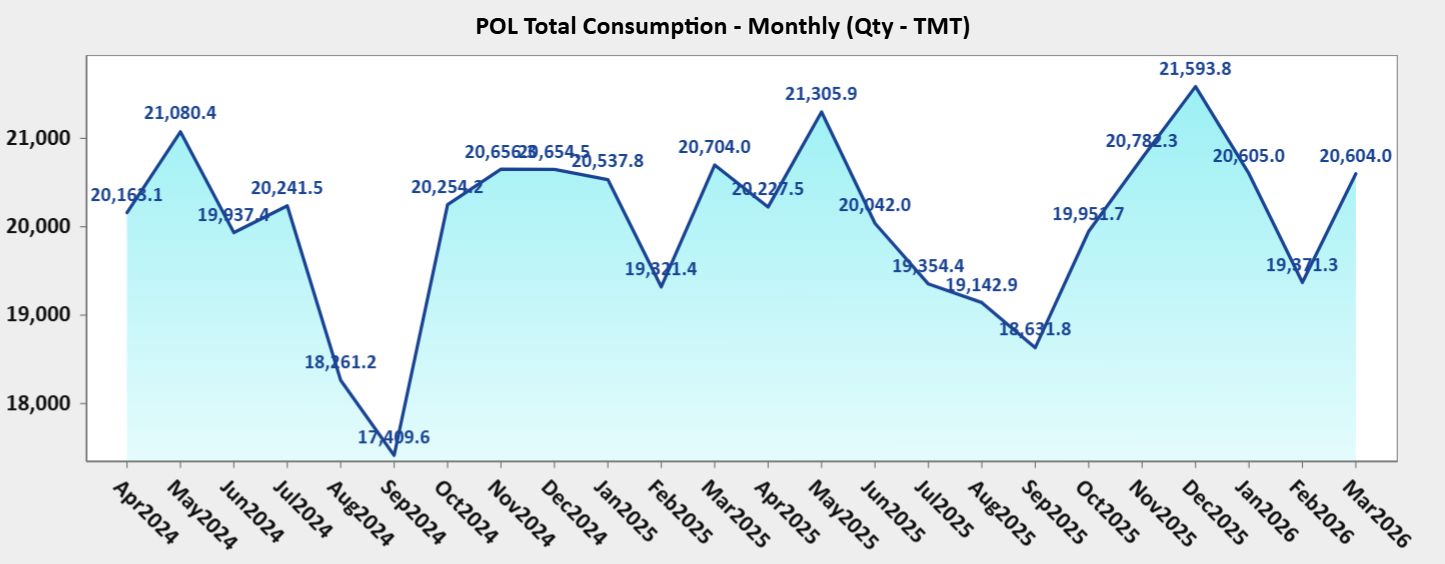 POL Total Consumption - Monthly (Qty - TMT)
21,000
20,000
19,000
18,000
20,163.1
21,080.4
19,937.4
20,241.5
18,261.2
17,409.6
20,254.2
20,654.5
20,537.8
19,321.4
20,704.0
20,227.5
21,305.9
20,042.0
19,354.4
19,142.9
18,631.8
19,951.7
20,782.3
21,593.8
20,605.0
19,371.3
20,604.0
Apr2024
May2024
Jun2024
Jul2024
Aug2024
Sep2024
Oct2024
Nov2024
Dec2024
Jan2025
Feb2025
Mar2025
Apr2025
May2025
Jun2025
Jul2025
Aug2025
Sep2025
Oct2025
Nov2025
Dec2025
Jan2026
Feb2026
Mar2026